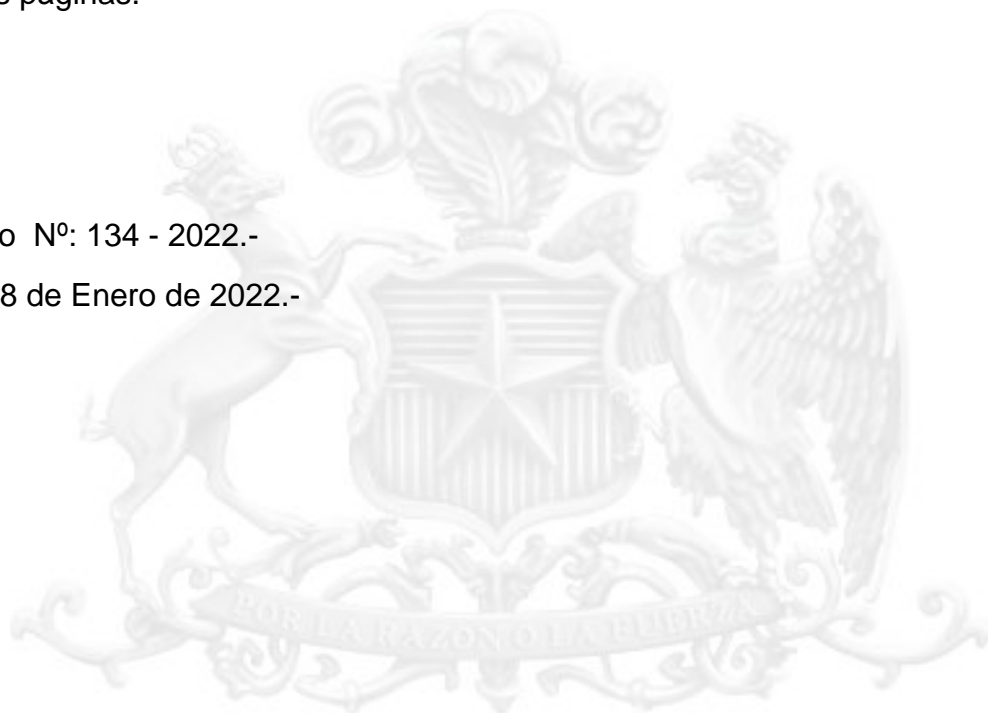 s páginas.
o Nº: 134 - 2022.-
8 de Enero de 2022.-
POR LA RAZON O LA FUERZA